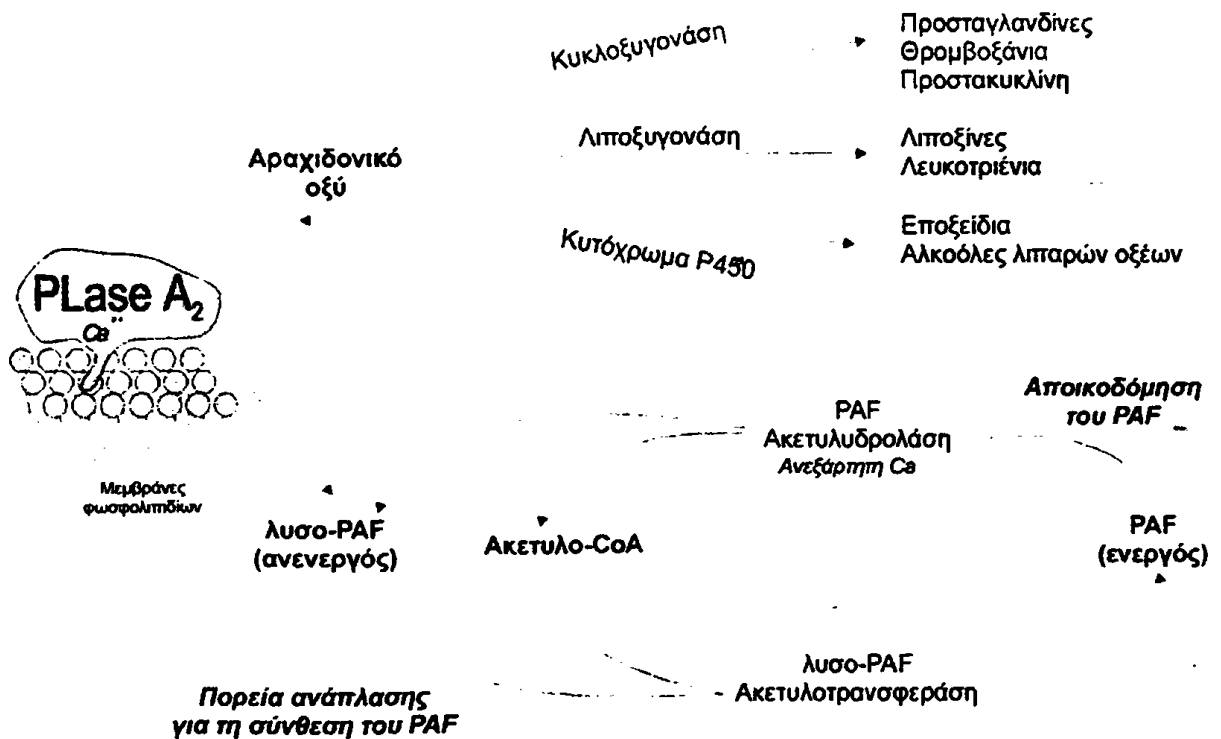 Κυκλοξυγονάση
Προσταγλανδίνες
Θρομβοξάνια
Προστακυκλίνη
Λιποξυγονάση
Λιποξίνες
Λευκοτριένια
Αραχιδονικό
οξύ
Κυτόχρωμα P450
Εποξείδια
Αλκοόλες λιπαρών οξέων
PLase A₂
Ca⁺⁺
Μεμβράνες
φωσφολιπιδίων
PAF
Ακετυλυδρολάση
Ανεξάρτητη Ca
Αποικοδόμηση
του PAF
λυσο-PAF
(ανενεργός)
Ακετυλο-CoA
PAF
(ενεργός)
λυσο-PAF
Ακετυλοτρανσφεράση
Πορεία ανάπλασης
για τη σύνθεση του PAF